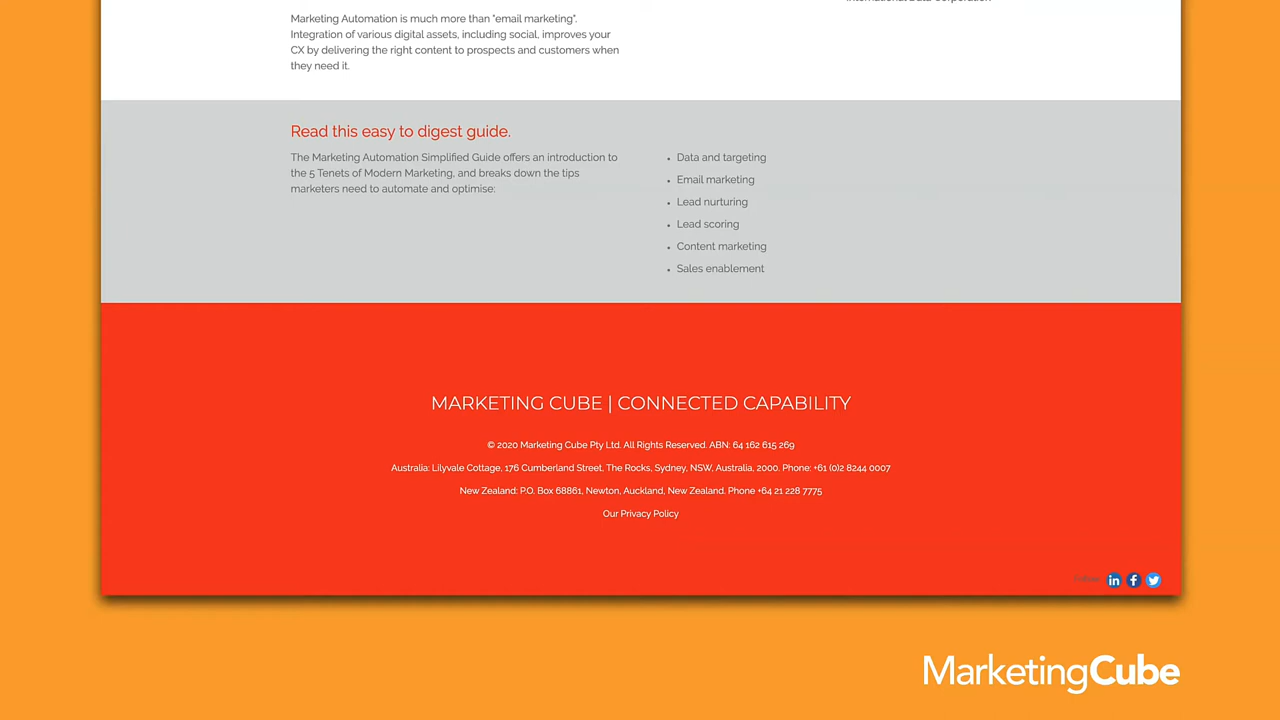 International Data Corporation
Marketing Automation is much more than "email marketing".
Integration of various digital assets, including social, improves your
CX by delivering the right content to prospects and customers when
they need it.
Read this easy to digest guide.
The Marketing Automation Simplified Guide offers an introduction to
the 5 Tenets of Modern Marketing, and breaks down the tips
marketers need to automate and optimise:
• Data and targeting
• Email marketing
• Lead nurturing
• Lead scoring
• Content marketing
• Sales enablement
MARKETING CUBE | CONNECTED CAPABILITY
© 2020 Marketing Cube Pty Ltd. All Rights Reserved. ABN: 64 162 615 269
Australia: Lilyvale Cottage, 176 Cumberland Street, The Rocks, Sydney, NSW, Australia, 2000. Phone: +61 (0)2 8244 0007
New Zealand: P.O. Box 68861, Newton, Auckland, New Zealand. Phone +64 21 228 7775
Our Privacy Policy
MarketingCube